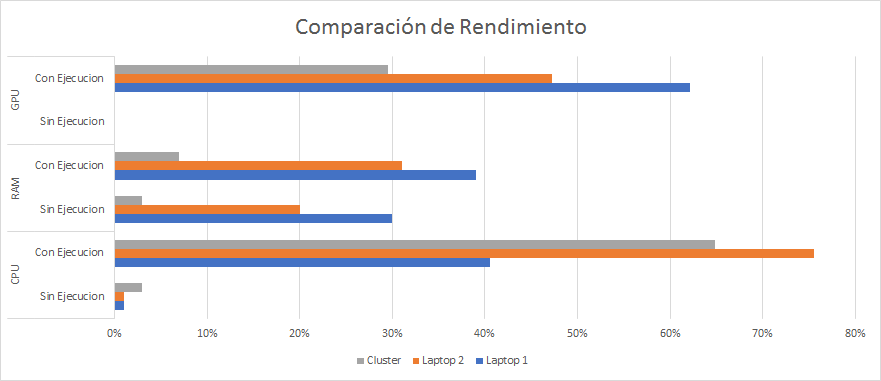 Comparación de Rendimiento
GPU
Con Ejecucion
Sin Ejecucion
RAM
Con Ejecucion
Sin Ejecucion
CPU
Con Ejecucion
Sin Ejecucion
0% 10% 20% 30% 40% 50% 60% 70% 80%
Cluster Laptop 2 Laptop 1